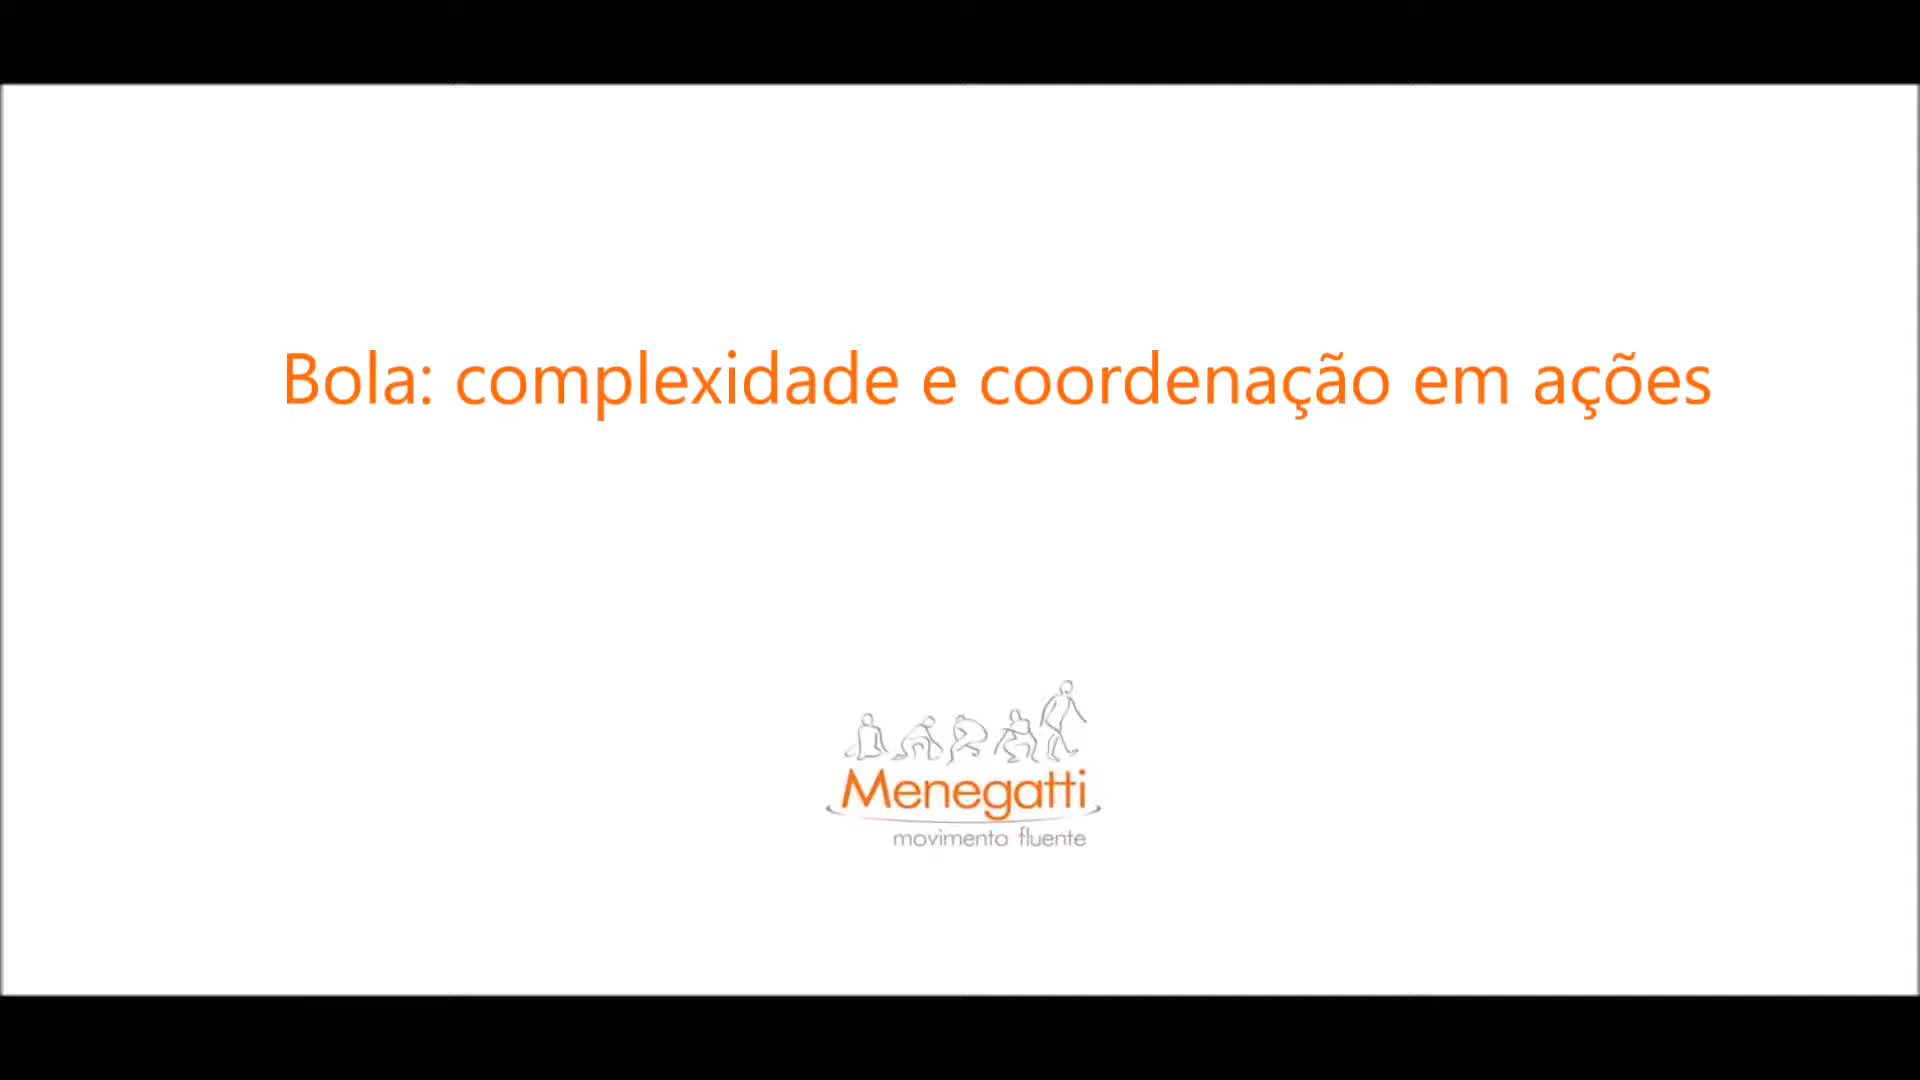 Bola: complexidade e coordenação em ações
Menegatti
movimento fluente